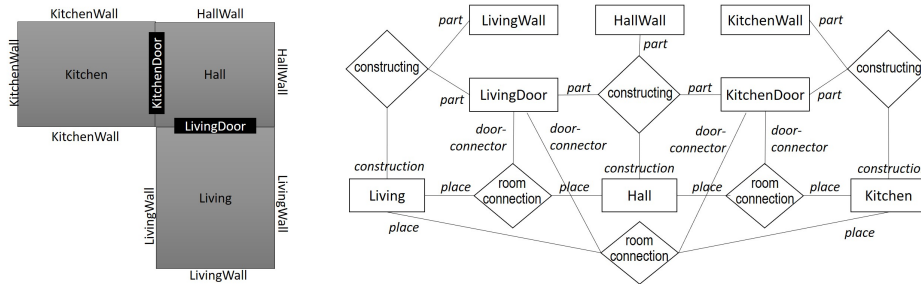 KitchenWall
HallWall
KitchenWall
Kitchen
KitchenDoor
Hall
HallWall
KitchenWall
LivingDoor
LivingWall
Living
LivingWall
LivingWall
part
LivingWall
HallWall
KitchenWall
part
part
constructing
constructing
constructing
LivingDoor
part
part
KitchenDoor
part
part
door-
connector
door-
connector
door-
connector
door-
connector
construction
construction
construction
Living
place
room
connection
place
Hall
place
room
connection
place
Kitchen
place
room
connection
place